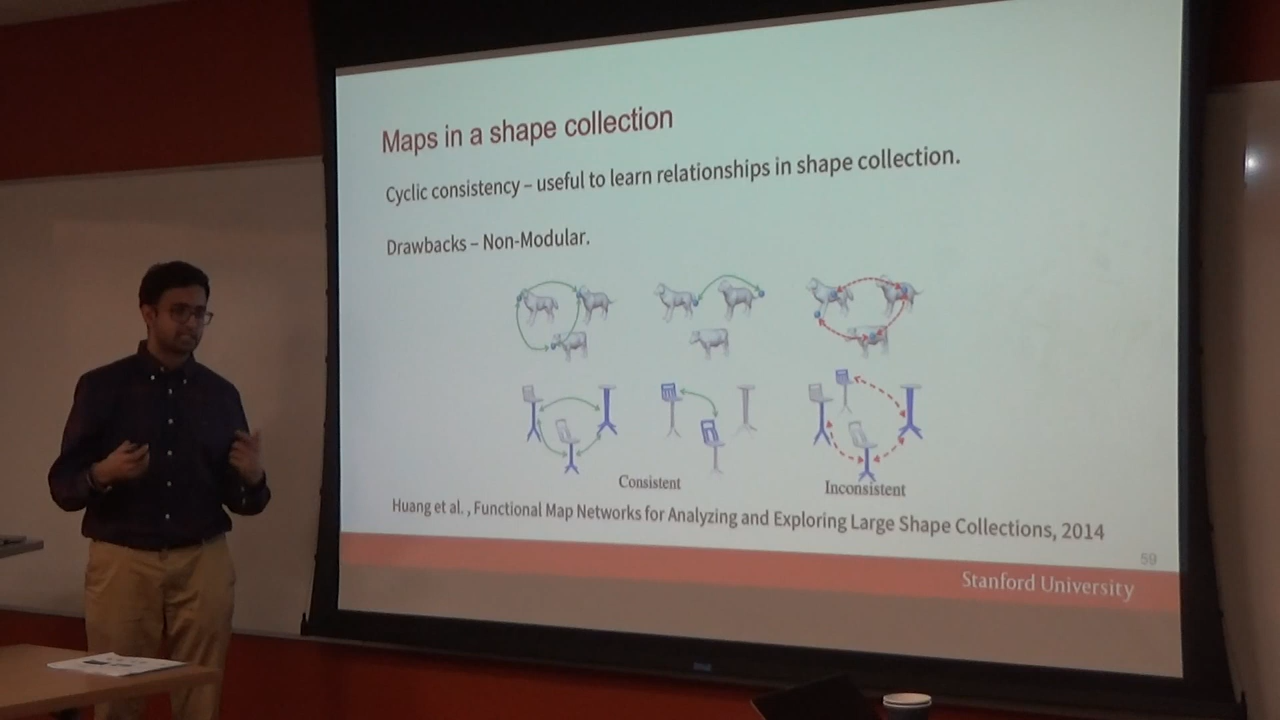 Maps in a shape collection
Cyclic consistency – useful to learn relationships in shape collection.
Drawbacks – Non-Modular.
Consistent
Inconsistent
Huang et al. , Functional Map Networks for Analyzing and Exploring Large Shape Collections, 2014
59
Stanford University